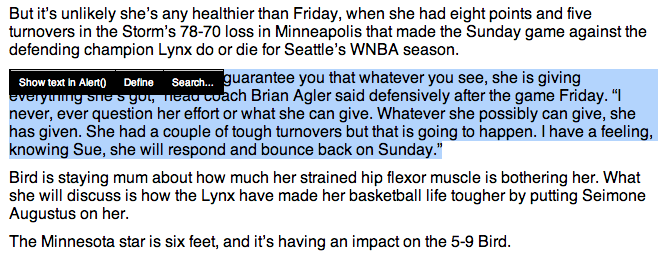 But it's unlikely she's any healthier than Friday, when she had eight points and five
turnovers in the Storm's 78-70 loss in Minneapolis that made the Sunday game against the
defending champion Lynx do or die for Seattle's WNBA season.
Show text in Alert() Define Search... guarantee you that whatever you see, she is giving
everything she's got," head coach Brian Agler said defensively after the game Friday. “I
never, ever question her effort or what she can give. Whatever she possibly can give, she
has given. She had a couple of tough turnovers but that is going to happen. I have a feeling,
knowing Sue, she will respond and bounce back on Sunday.”
Bird is staying mum about how much her strained hip flexor muscle is bothering her. What
she will discuss is how the Lynx have made her basketball life tougher by putting Seimone
Augustus on her.
The Minnesota star is six feet, and it's having an impact on the 5-9 Bird.